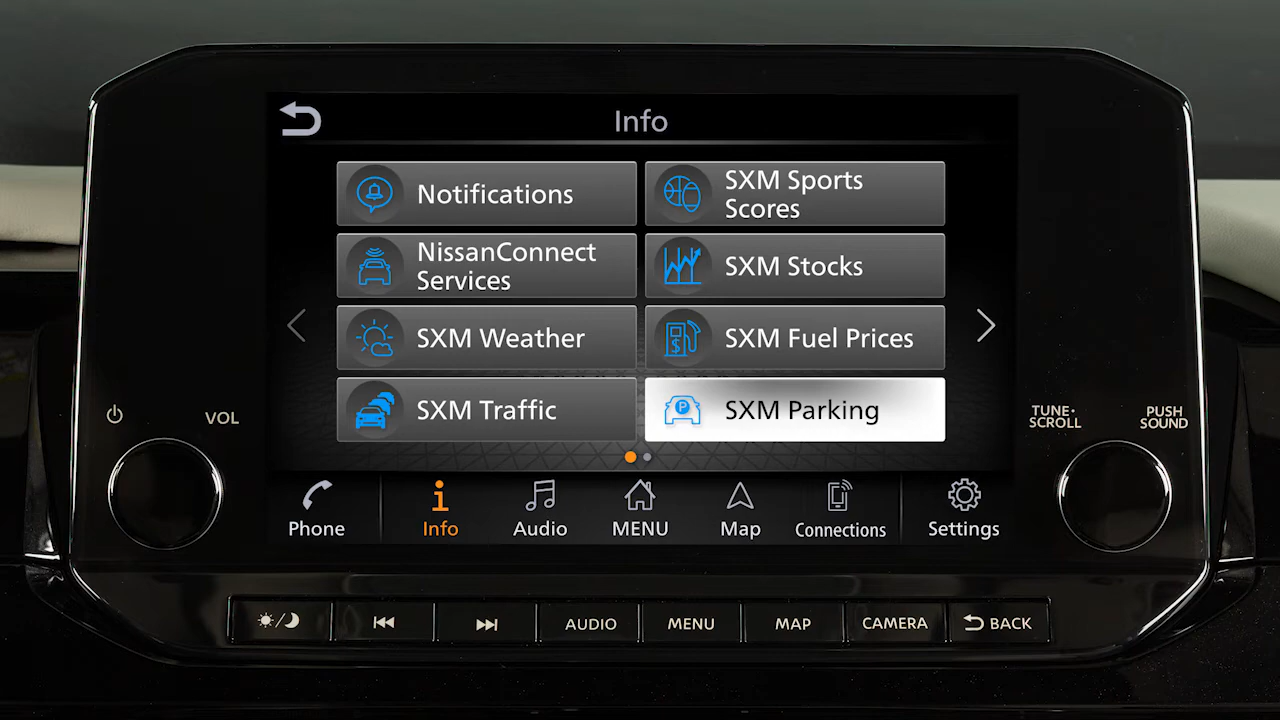 Info
Notifications
SXM Sports
Scores
NissanConnect
Services
SXM Stocks
SXM Weather
SXM Fuel Prices
$
SXM Traffic
P
SXM Parking
VOL
TUNE·
SCROLL
PUSH
SOUND
Phone
Info
Audio
MENU
Map
Connections
Settings
AUDIO
MENU
MAP
CAMERA
BACK